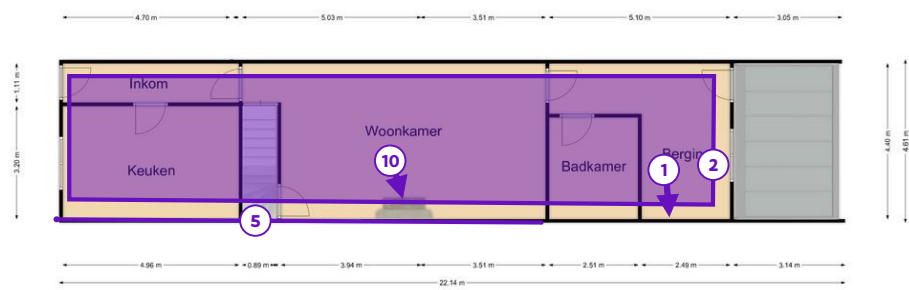 4.70 m 5.03 m 3.51 m 5.10 m 3.05 m
1.11 m
3.20 m
Inkom
Keuken
Woonkamer
10
Badkamer
Berging
1
2
5
4.40 m
4.61 m
4.96 m 0.89 m 3.94 m 3.51 m 2.51 m 2.49 m 3.14 m
22.14 m